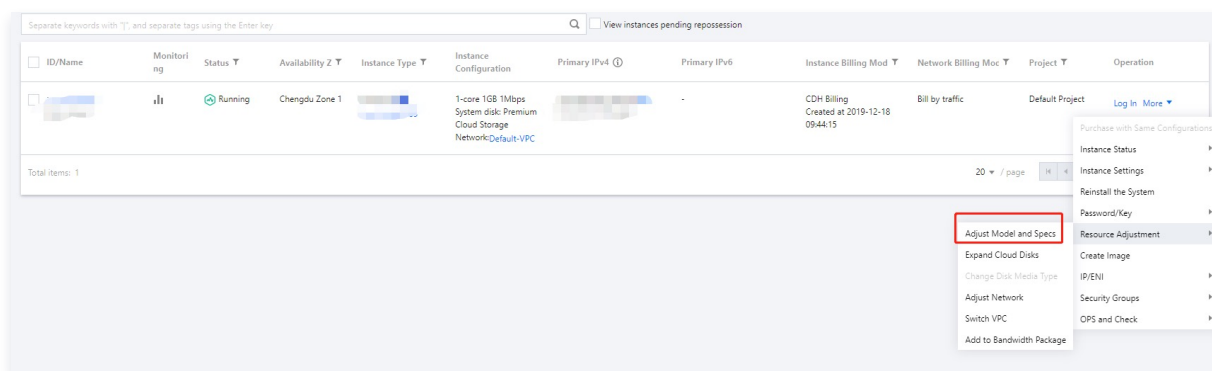 Separate keywords with "|", and separate tags using the Enter key
View instances pending repossession
ID/Name Monitori ng Status Availability Z Instance Type Instance Configuration Primary IPv4 Primary IPv6 Instance Billing Mod Network Billing Moc Project Operation
Running Chengdu Zone 1 1-core 1GB 1Mbps - CDH Billing Bill by traffic Default Project Log In More
System disk: Premium Created at 2019-12-18
Cloud Storage 09:44:15
Network:Default-VPC
Purchase with Same Configurations
Instance Status
Total items: 1 20 / page Instance Settings
Reinstall the System
Password/Key
Adjust Model and Specs Resource Adjustment
Expand Cloud Disks Create Image
Change Disk Media Type IP/ENI
Adjust Network Security Groups
Switch VPC OPS and Check
Add to Bandwidth Package